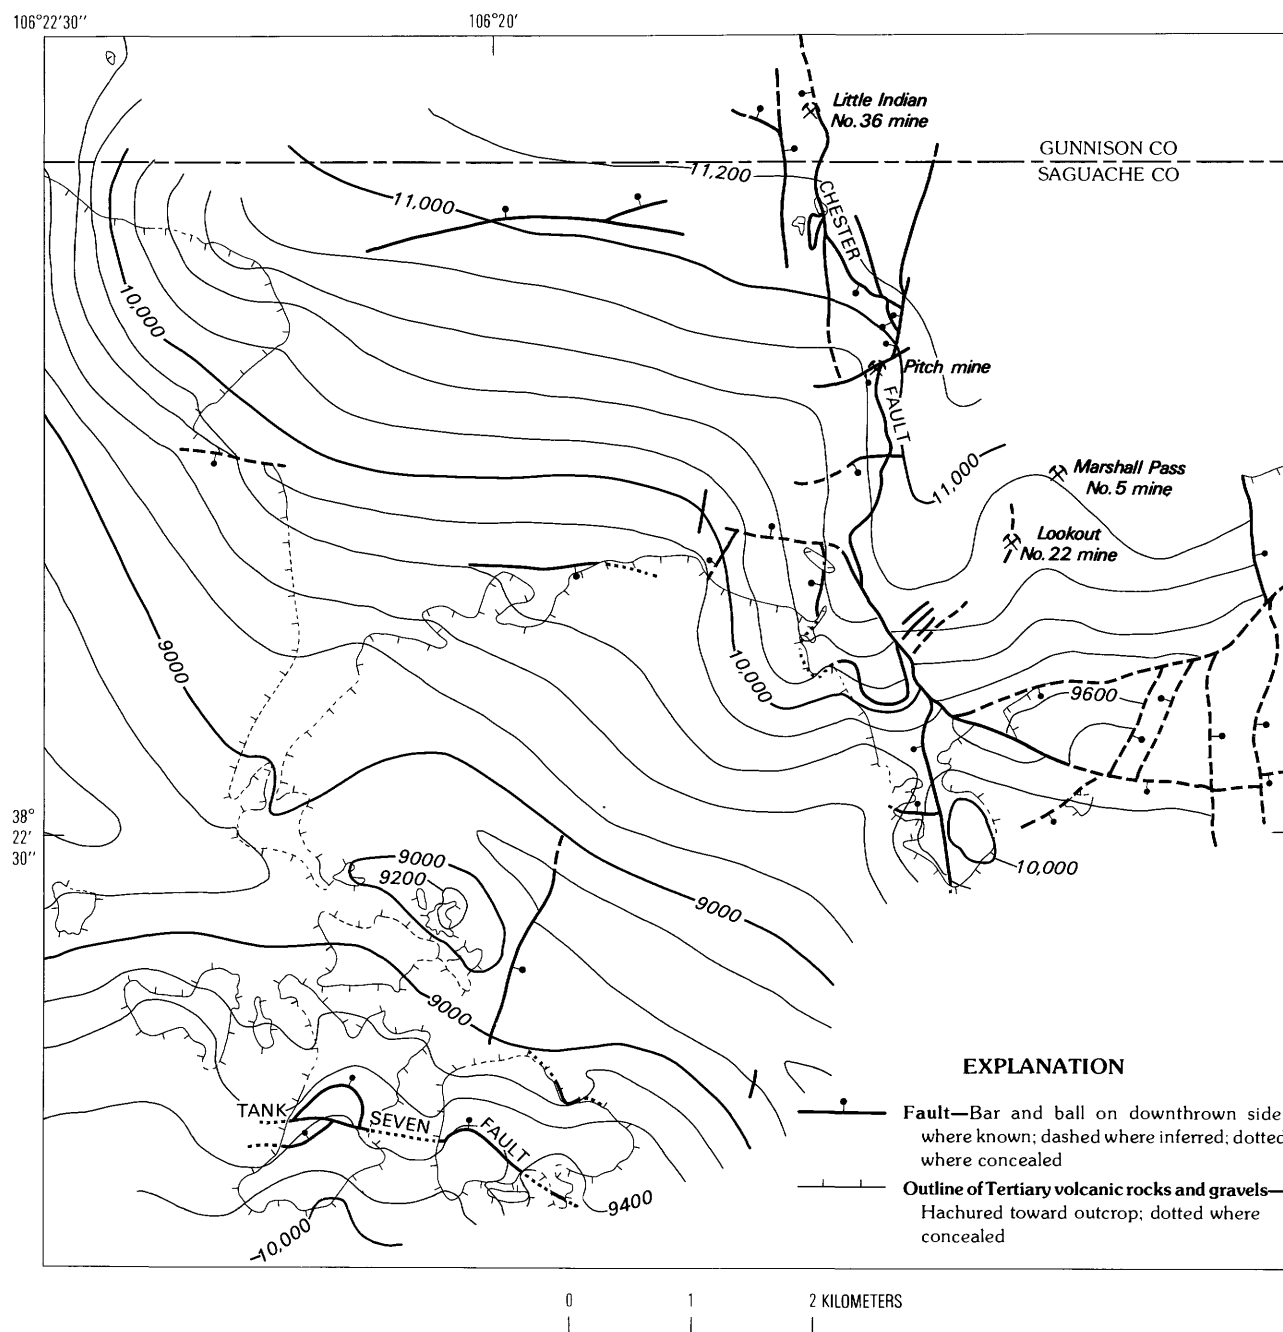 106°22'30"
106°20'
Little Indian
No. 36 mine
GUNNISON CO
SAGUACHE CO
11,200
11,000
CHESTER
10,000
Pitch mine
FAULT
11,000
Marshall Pass
No. 5 mine
Lookout
No. 22 mine
9000
10,000
9600
38°
22'
30"
9000
9200
10,000
9000
9000
EXPLANATION
TANK
SEVEN
FAULT
Fault—Bar and ball on downthrown side
where known; dashed where inferred; dotted
where concealed
Outline of Tertiary volcanic rocks and gravels—
Hachured toward outcrop; dotted where
concealed
9400
10,000
0 1 2 KILOMETERS